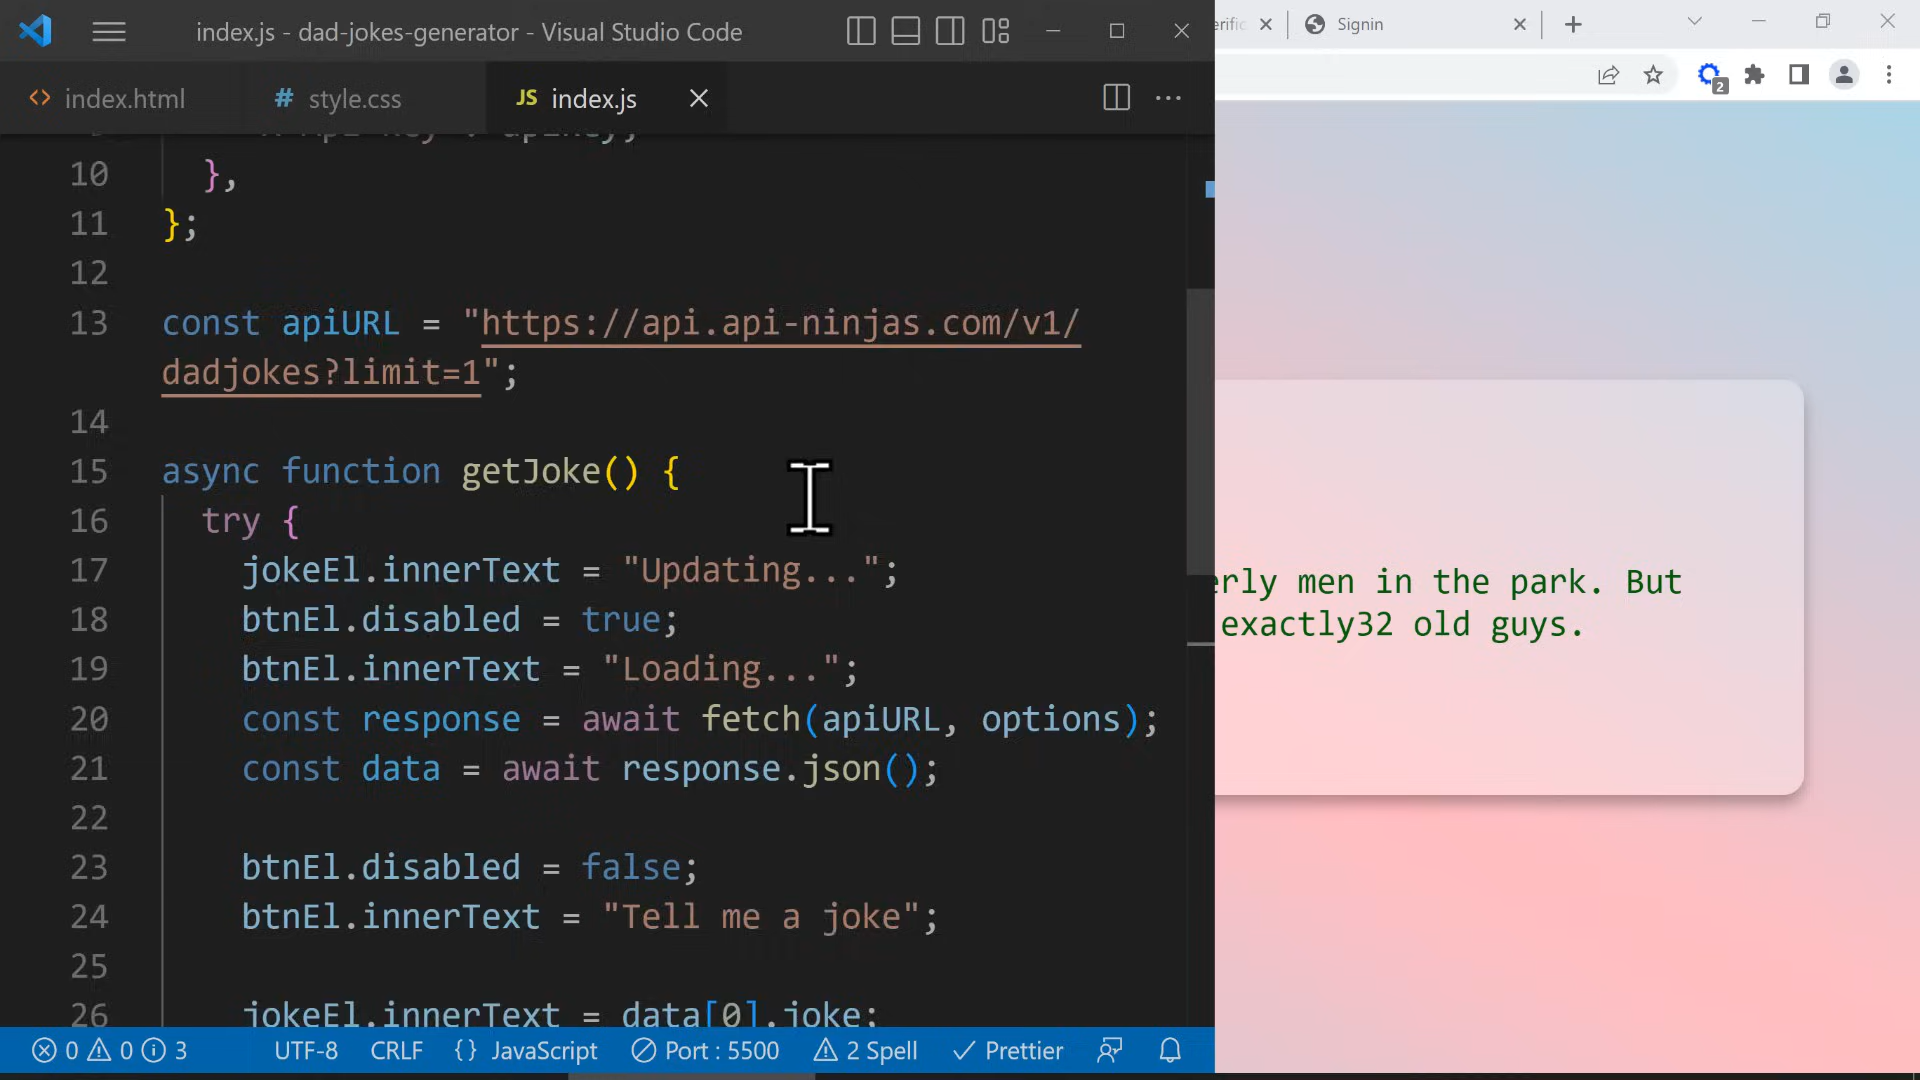 index.js - dad-jokes-generator - Visual Studio Code
Signin
2
index.html
# style.css
JS index.js
10 },
11 };
12
13 const apiURL = "https://api.api-ninjas.com/v1/
dadjokes?limit=1";
14
15 async function getJoke() {
16 try {
17 jokeEl.innerText = "Updating...";
18 btnEl.disabled = true;
19 btnEl.innerText = "Loading...";
20 const response = await fetch(apiURL, options);
21 const data = await response.json();
22
23 btnEl.disabled = false;
24 btnEl.innerText = "Tell me a joke";
25
26 jokeEl.innerText = data[0].joke;
men in the park. But
exactly32 old guys.
0 0 3 UTF-8 CRLF {} JavaScript Port : 5500 2 Spell Prettier